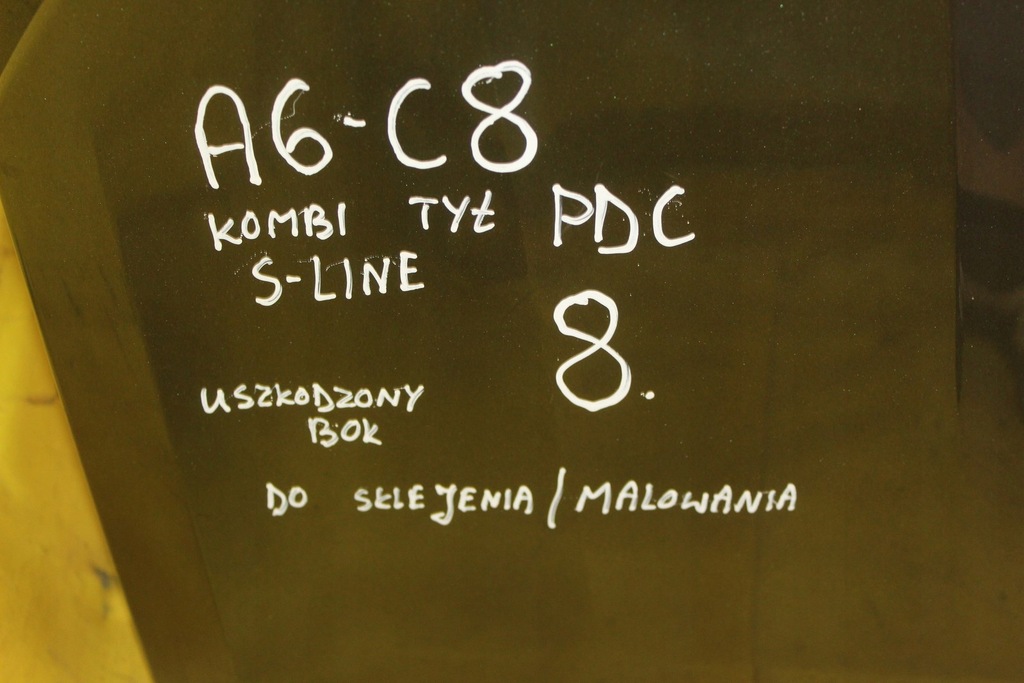 A6-C8
KOMBI TYŁ PDC
S-LINE
8.
USZKODZONY
BOK
DO SKLEJENIA/MALOWANIA